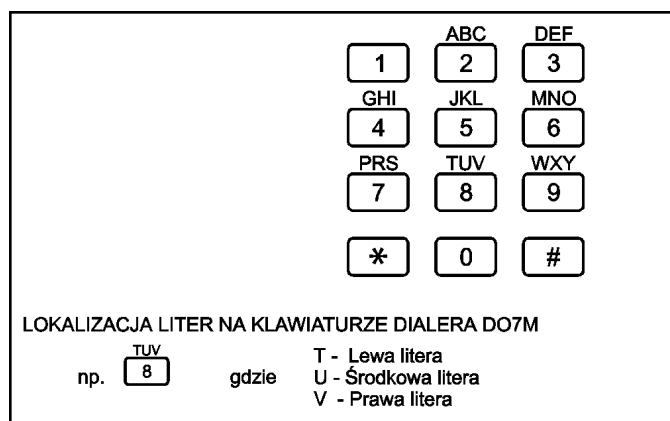 ABC DEF
1 2 3
GHI JKL MNO
4 5 6
PRS TUV WXY
7 8 9
* 0 #
LOKALIZACJA LITER NA KLAWIATURZE DIALERA DO7M
TUV
np. 8 gdzie
T - Lewa litera
U - Środkowa litera
V - Prawa litera